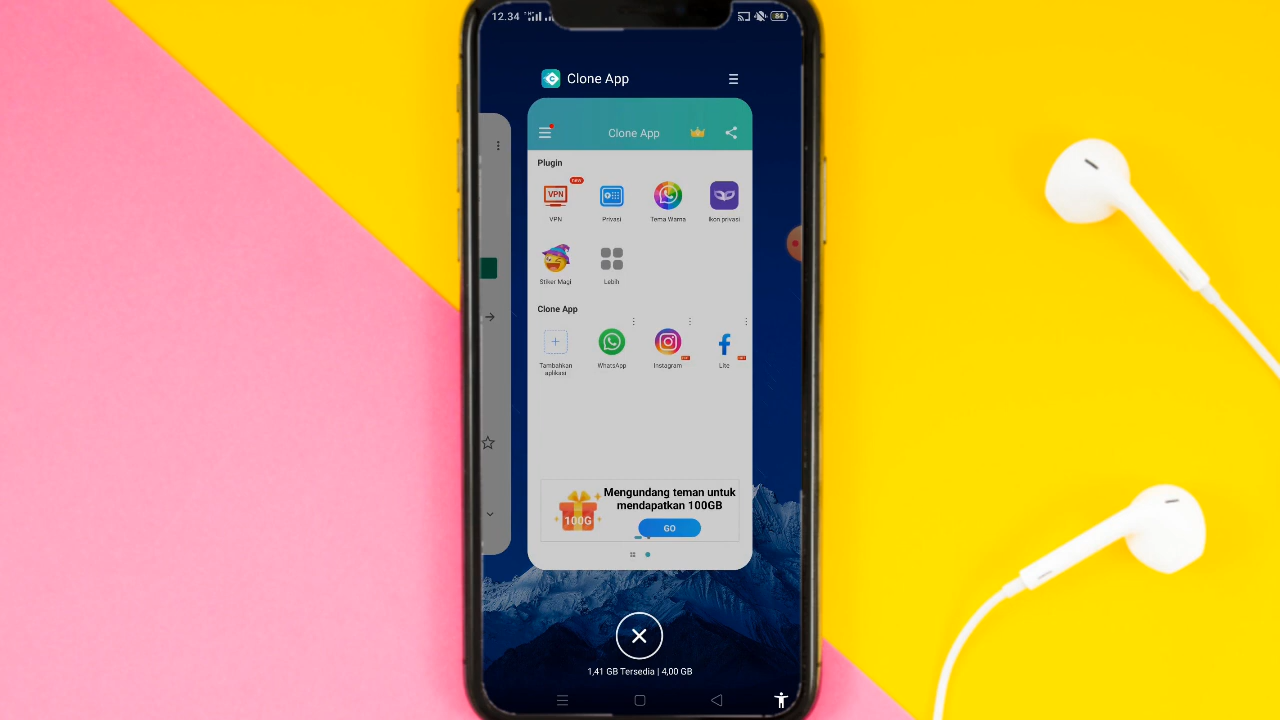 12.34
84
Clone App
Clone App
Plugin
VPN
new
VPN
Privasi
Tema Warna
Ikon privasi
Stiker Magi
Lebih
Clone App
Tambahkan
aplikasi
WhatsApp
Instagram
Lite
100G
Mengundang teman untuk
mendapatkan 100GB
GO
1,41 GB Tersedia | 4,00 GB